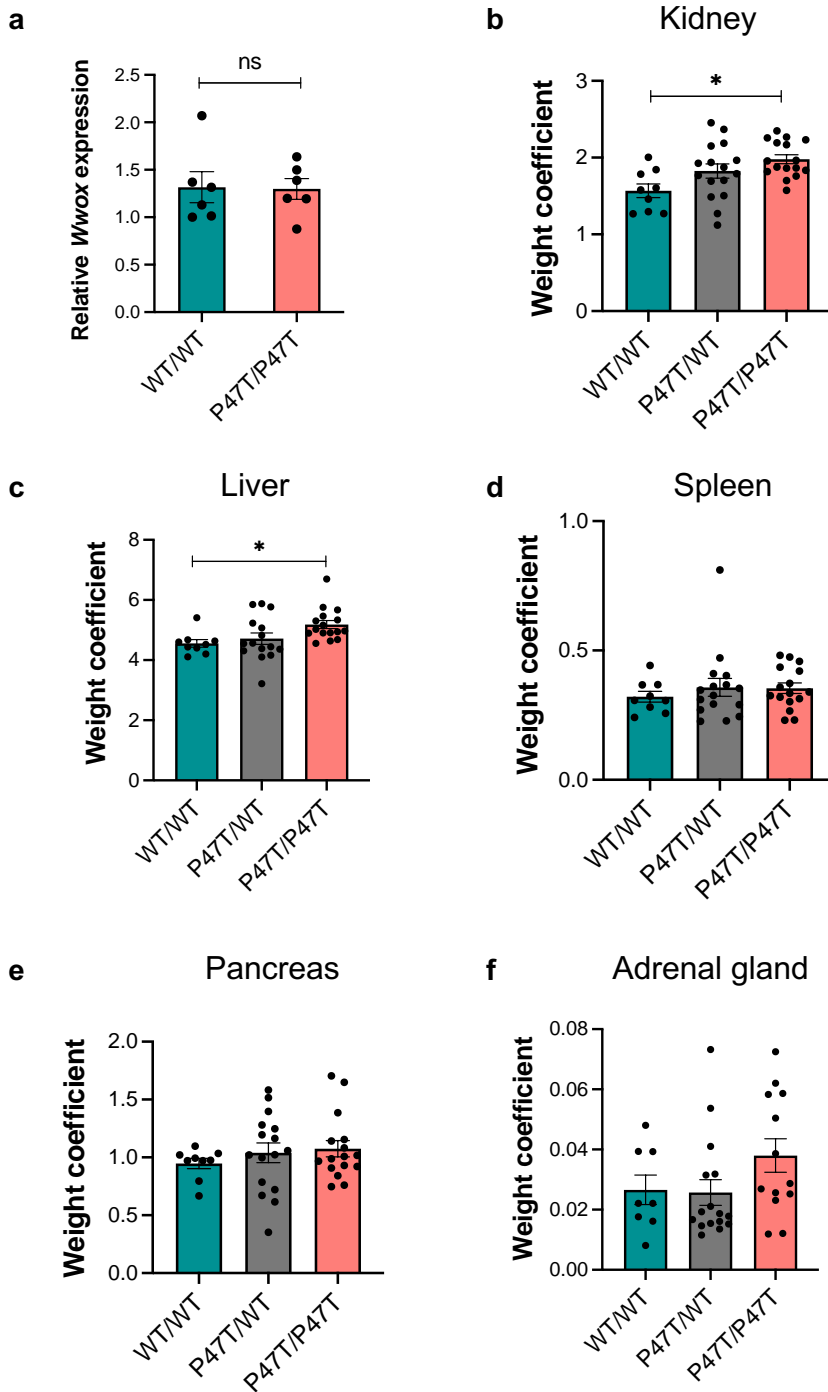 a
ns
Relative Wwox expression
2.5
2.0
1.5
1.0
0.5
0.0
WT/WT
P47T/P47T
b
Kidney
*
Weight coefficient
3
2
1
0
WT/WT
P47T/WT
P47T/P47T
c
Liver
*
Weight coefficient
8
6
4
2
0
WT/WT
P47T/WT
P47T/P47T
d
Spleen
Weight coefficient
1.0
0.5
0.0
WT/WT
P47T/WT
P47T/P47T
e
Pancreas
Weight coefficient
2.0
1.5
1.0
0.5
0.0
WT/WT
P47T/WT
P47T/P47T
f
Adrenal gland
Weight coefficient
0.08
0.06
0.04
0.02
0.00
WT/WT
P47T/WT
P47T/P47T